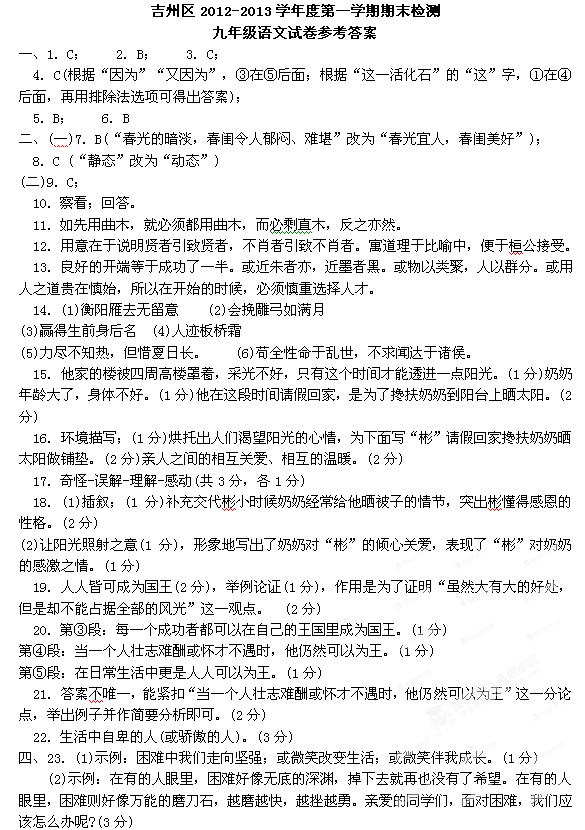 吉州区 2012-2013 学年度第一学期期末检测
九年级语文试卷参考答案
一、1. C;    2. B;    3. C;
4. C(根据“因为”“又因为”,③在⑤后面;根据“这一活化石”的“这”字,①在④
后面,再用排除法选项可得出答案);
5. B;    6. B
二、(一)7. B(“春光的暗淡,春闺令人郁闷、难堪”改为“春光宜人,春闺美好”);
8. C (“静态”改为“动态”)
(二)9. C;
10. 察看;回答。
11. 如先用曲木,就必须都用曲木,而必剩直木,反之亦然。
12. 用意在于说明贤者引致贤者,不肖者引致不肖者。寓道理于比喻中,便于桓公接受。
13. 良好的开端等于成功了一半。或近朱者亦,近墨者黑。或物以类聚,人以群分。或用
人之道贵在慎始,所以在开始的时候,必须慎重选择人才。
14. (1)衡阳雁去无留意    (2)会挽雕弓如满月
(3)赢得生前身后名  (4)人迹板桥霜
(5)力尽不知热,但惜夏日长。    (6)苟全性命于乱世,不求闻达于诸侯。
15. 他家的楼被四周高楼罩着,采光不好,只有这个时间才能透进一点阳光。(1分)奶奶
年龄大了,身体不好。(1分)他在这段时间请假回家,是为了搀扶奶奶到阳台上晒太阳。(2
分)
16. 环境描写;(1分)烘托出人们渴望阳光的心情,为下面写“彬”请假回家搀扶奶奶晒
太阳做铺垫。(2分)亲人之间的相互关爱、相互的温暖。(2分)
17. 奇怪-误解-理解-感动(共3分,各1分)
18. (1)插叙;(1 分)补充交代彬小时候奶奶经常给他晒被子的情节,突出彬懂得感恩的
性格。(2分)
(2)让阳光照射之意(1 分),形象地写出了奶奶对“彬”的倾心关爱,表现了“彬”对奶奶
的感激之情。(1分)
19. 人人皆可成为国王(2分),举例论证(1分),作用是为了证明“虽然大有大的好处,
但是却不能占据全部的风光”这一观点。  (2分)
20. 第③段:每一个成功者都可以在自己的王国里成为国王。(1分)
第④段:当一个人壮志难酬或怀才不遇时,他仍然可以为王。(1分)
第⑤段:在日常生活中更是人人可以为王。(1分)
21. 答案不唯一,能紧扣“当一个人壮志难酬或怀才不遇时,他仍然可以为王”这一分论
点,举出例子并作简要分析即可。(2分)
22. 生活中自卑的人(或骄傲的人)。(3分)
四、23. (1)示例:困难中我们走向坚强;或微笑改变生活;或微笑伴我成长。(1分)
(2)示例:在有的人眼里,困难好像无底的深渊,掉下去就再也没有了希望。在有的人
眼里,困难则好像万能的磨刀石,越磨越快,越挫越勇。亲爱的同学们,面对困难,我们应
该怎么办呢?(3分)